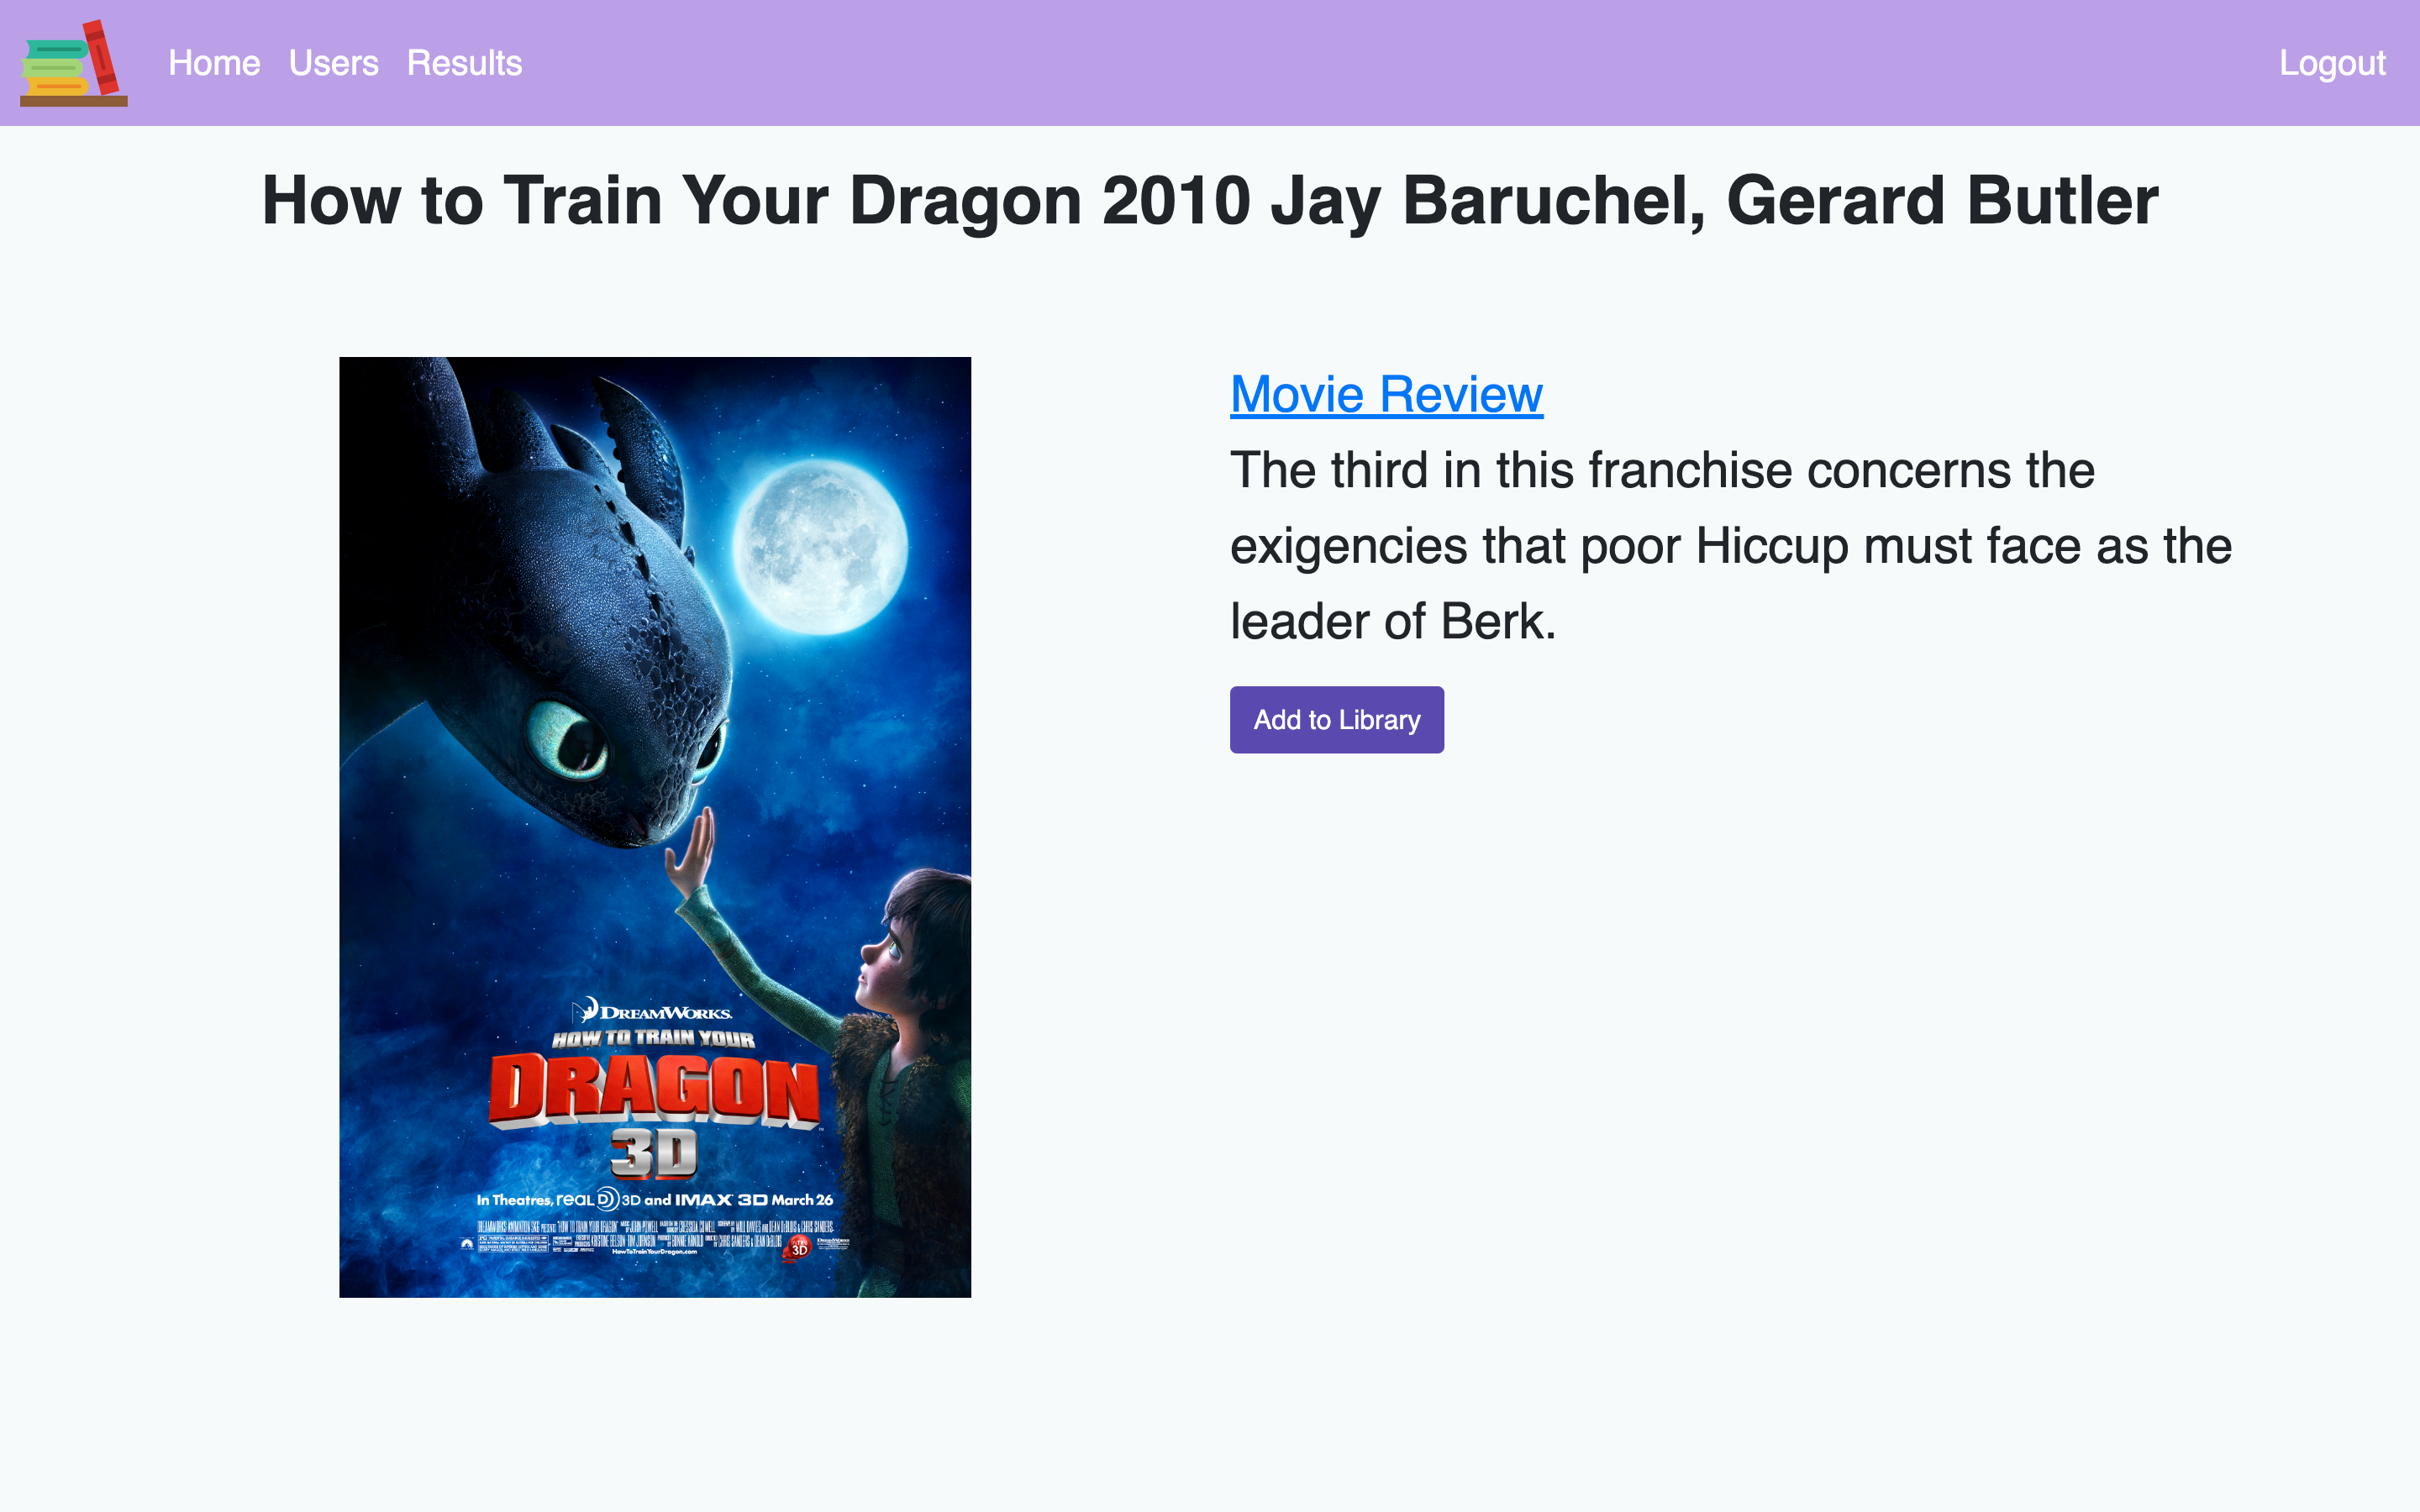 Home Users Results Logout
How to Train Your Dragon 2010 Jay Baruchel, Gerard Butler
Movie Review
The third in this franchise concerns the
exigencies that poor Hiccup must face as the
leader of Berk.
Add to Library
DREAMWORKS
HOW TO TRAIN YOUR
DRAGON
3D
In Theatres, REAL D 3D and IMAX 3D March 26
HowToTrainYourDragon.com